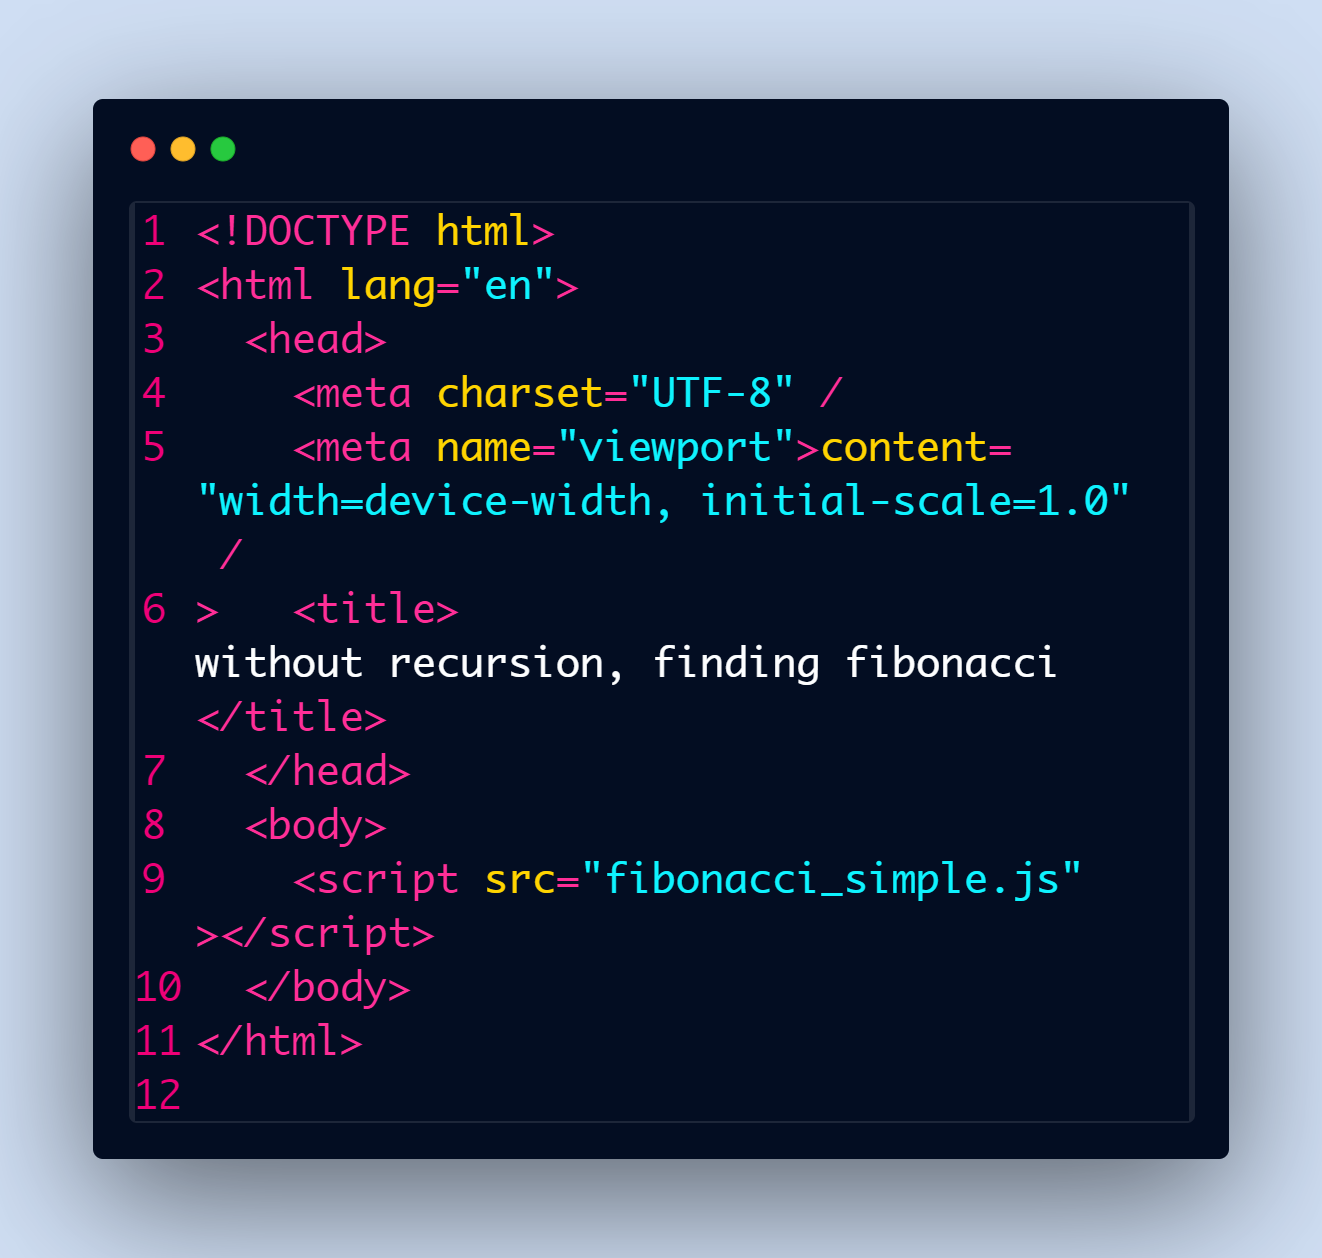 1 <!DOCTYPE html>
2 <html lang="en">
3   <head>
4     <meta charset="UTF-8" /
5     <meta name="viewport">content=
"width=device-width, initial-scale=1.0"
 /
6 >   <title>
without recursion, finding fibonacci
</title>
7   </head>
8   <body>
9     <script src="fibonacci_simple.js"
></script>
10   </body>
11 </html>
12